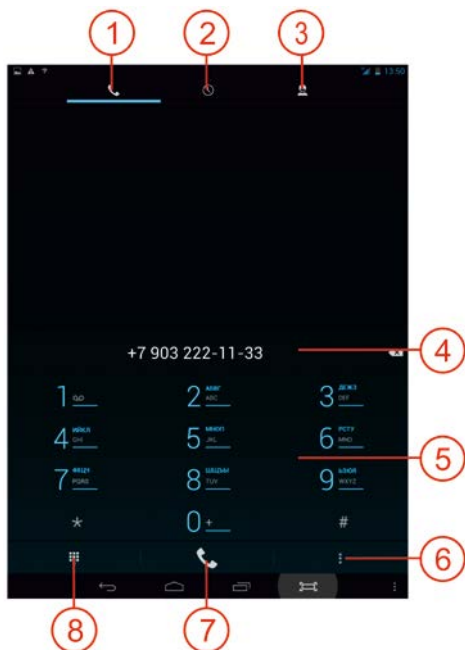 1 2 3
13:50
+7 903 222-11-33 4
1 2 АБВГ ABC 3 ДЕЖЗ DEF
4 ИЙКЛ GHI 5 МНОП JKL 6 РСТУ MNO
5
7 ФХЦЧ PQRS 8 ШЩЪЫ TUV 9 ЬЭЮЯ WXYZ
* 0 + #
6
8 7